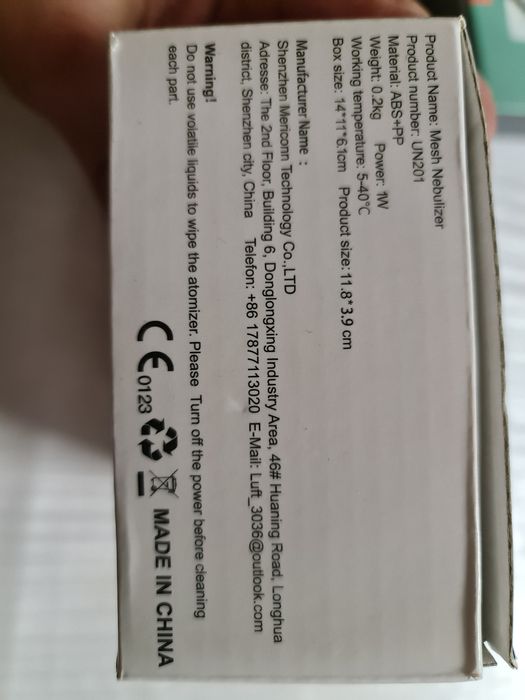 Product Name: Mesh Nebulizer
Product number: UN201
Material: ABS+PP
Weight: 0.2kg Power: 1W
Working temperature: 5-40°C
Box size: 14*11*6.1cm Product size: 11.8*3.9 cm
Manufacturer Name :
Shenzhen Mericonn Technology Co.,LTD
Adresse: The 2nd Floor, Building 6, Donglongxing Industry Area, 46# Huaning Road, Longhua
district, Shenzhen city, China Telefon: +86 17877113020 E-Mail: Luft_3036@outlook.com
Warning!
Do not use volatile liquids to wipe the atomizer. Please Turn off the power before cleaning
each part.
CE 0123 MADE IN CHINA